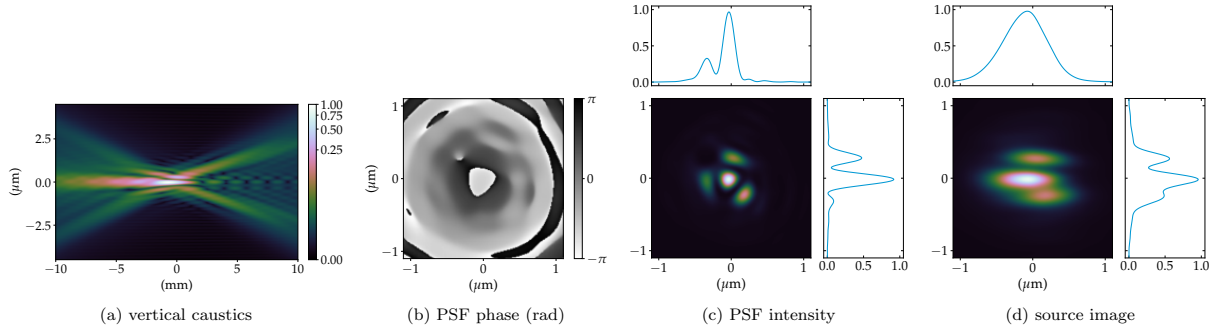 1.00
0.75
0.50
0.25
0.00
2.5
0.0
−2.5
(μm)
−10 −5 0 5 10
(mm)
(a) vertical caustics
1
0
−1
(μm)
−1 0 1
(μm)
π
0
−π
(b) PSF phase (rad)
1.0
0.5
0.0
1
0
−1
−1 0 1
(μm)
0.0 0.5 1.0
(c) PSF intensity
1.0
0.5
0.0
1
0
−1
−1 0 1
(μm)
0.0 0.5 1.0
(d) source image